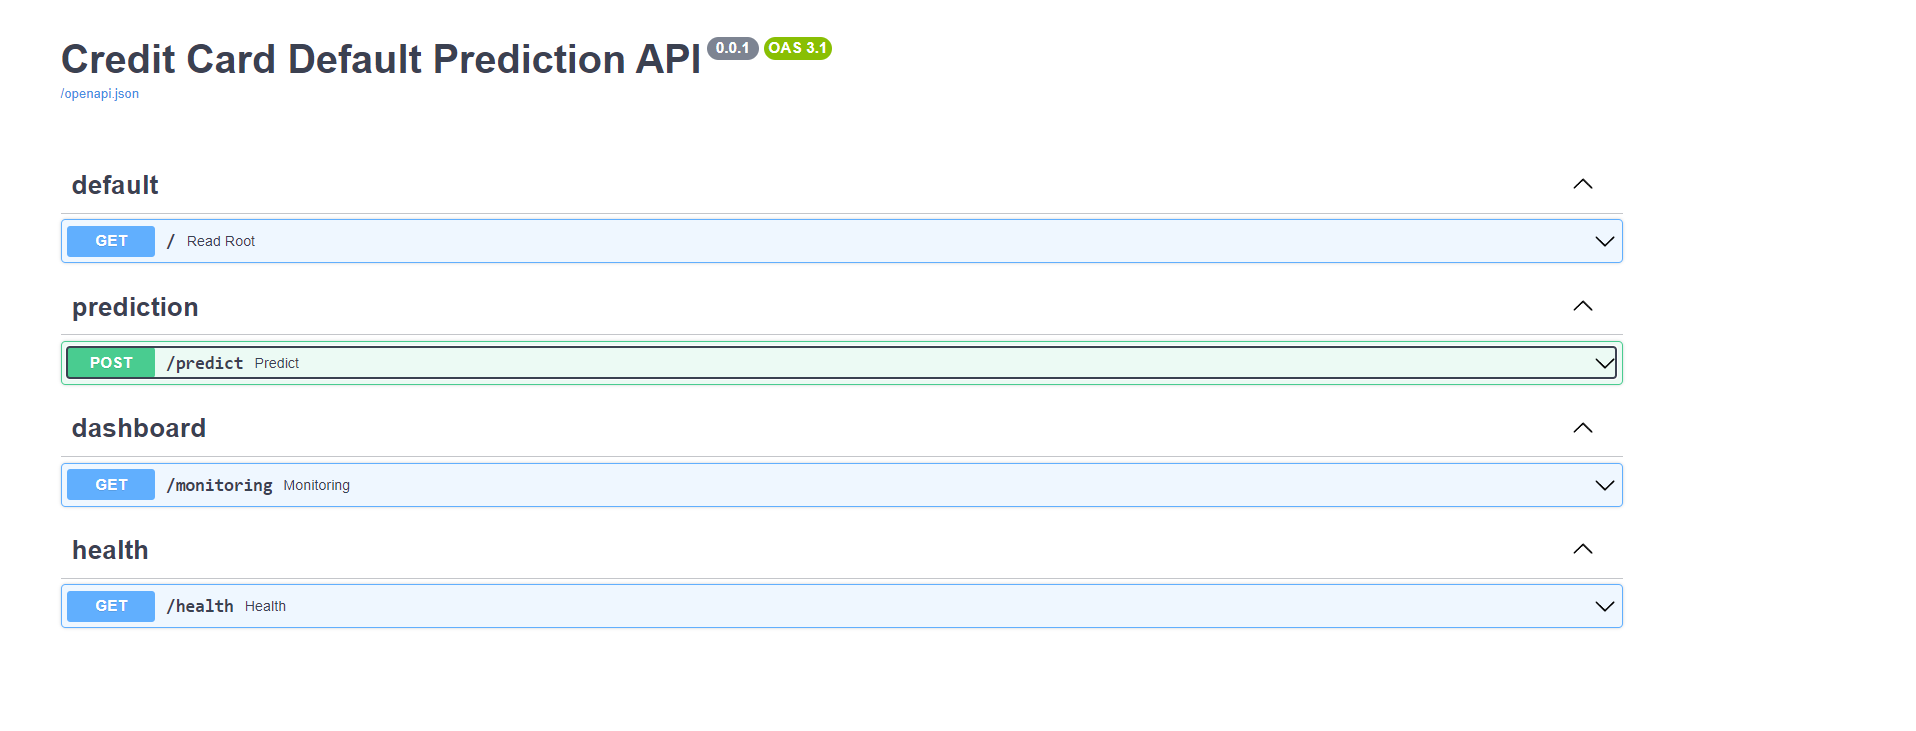 Credit Card Default Prediction API 0.0.1 OAS 3.1
/openapi.json
default
GET / Read Root
prediction
POST /predict Predict
dashboard
GET /monitoring Monitoring
health
GET /health Health